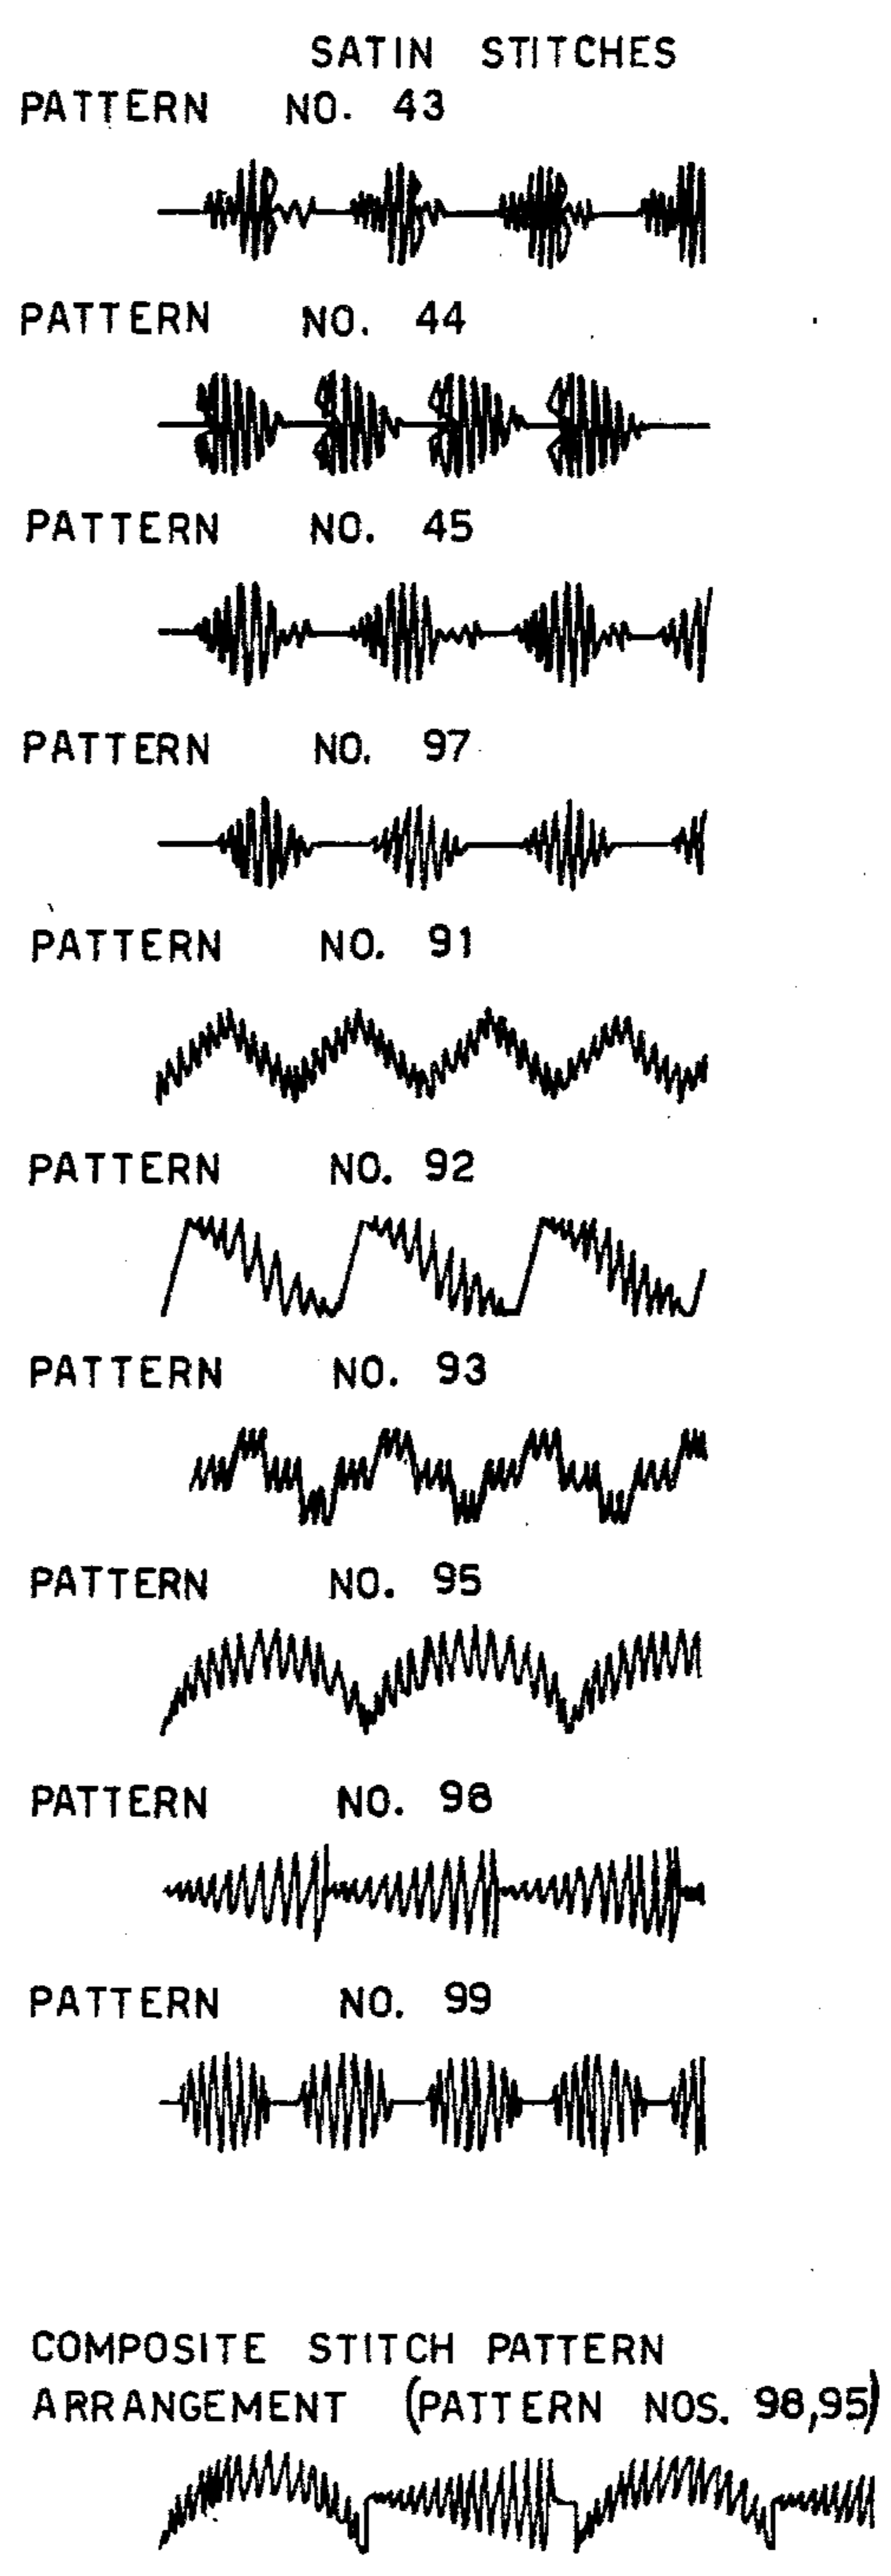 SATIN STITCHES
PATTERN NO. 43
PATTERN NO. 44
PATTERN NO. 45
PATTERN NO. 97
PATTERN NO. 91
PATTERN NO. 92
PATTERN NO. 93
PATTERN NO. 95
PATTERN NO. 98
PATTERN NO. 99
COMPOSITE STITCH PATTERN
ARRANGEMENT (PATTERN NOS. 98,95)